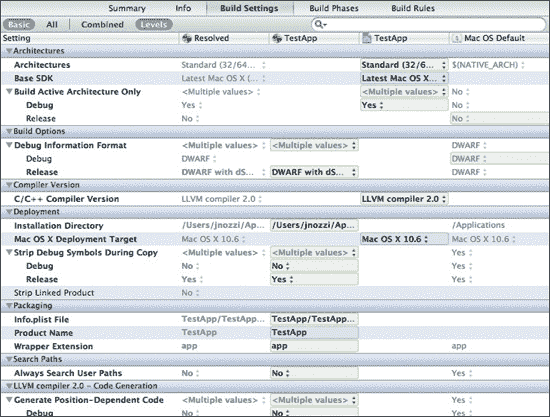 Summary Info Build Settings Build Phases Build Rules
Basic All Combined Levels
Setting Resolved TestApp TestApp Mac OS Default
Architectures
Architectures Standard (32/64... Standard (32/64... $(NATIVE_ARCH)
Base SDK Latest Mac OS X (... Latest Mac OS X...
Build Active Architecture Only <Multiple values> <Multiple values> No
Debug Yes Yes No
Release No No
Build Options
Debug Information Format <Multiple values> <Multiple values> DWARF
Debug DWARF DWARF
Release DWARF with dS... DWARF with dS... DWARF
Compiler Version
C/C++ Compiler Version LLVM compiler 2.0 LLVM compiler 2.0
Deployment
Installation Directory /Users/jnozzi/Ap... /Users/jnozzi/Ap... /Applications
Mac OS X Deployment Target Mac OS X 10.6 Mac OS X 10.6 Mac OS X 10.6
Strip Debug Symbols During Copy <Multiple values> <Multiple values> Yes
Debug No No Yes
Release Yes Yes Yes
Strip Linked Product No Yes
Packaging
Info.plist File TestApp/TestApp... TestApp/TestApp...
Product Name TestApp TestApp
Wrapper Extension app app app
Search Paths
Always Search User Paths No No Yes
LLVM compiler 2.0 - Code Generation
Generate Position-Dependent Code <Multiple values> <Multiple values> Yes
Debug No No Yes